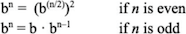 bⁿ = (b⁽ⁿ/²⁾)² if n is even
bⁿ = b · bⁿ⁻¹ if n is odd